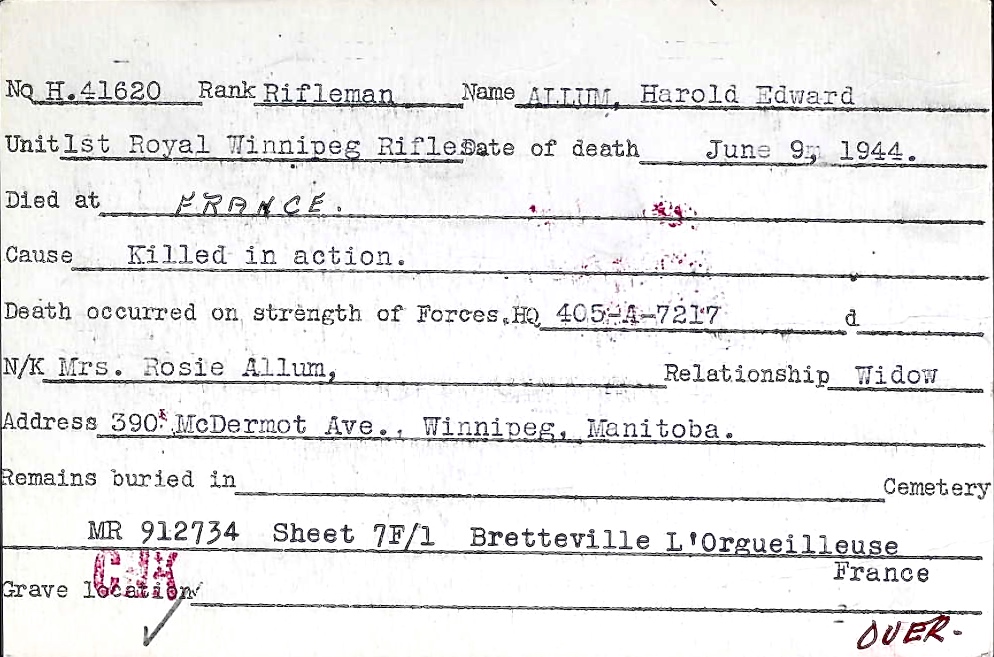 No H.41620 Rank Rifleman Name ALLUM, Harold Edward
Unit 1st Royal Winnipeg Rifles Date of death June 9, 1944.
Died at FRANCE.
Cause Killed in action.
Death occurred on strength of Forces. HQ 405-A-7217 d
N/K Mrs. Rosie Allum, Relationship Widow
Address 390 McDermot Ave., Winnipeg, Manitoba.
Remains buried in Cemetery
MR 912734 Sheet 7F/1 Bretteville L'Orgueilleuse
France
Grave location
OVER-